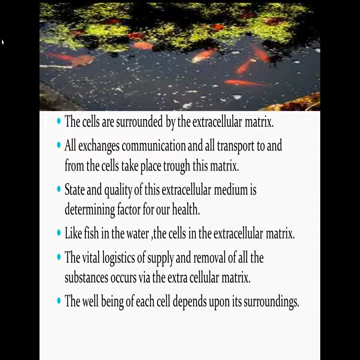 The cells are surrounded by the extracellular matrix.
All exchanges communication and all transport to and
from the cells take place trough this matrix.
State and quality of this extracellular medium is
determining factor for our health.
Like fish in the water ,the cells in the extracellular matrix.
The vital logistics of supply and removal of all the
substances occurs via the extra cellular matrix.
The well being of each cell depends upon its surroundings.